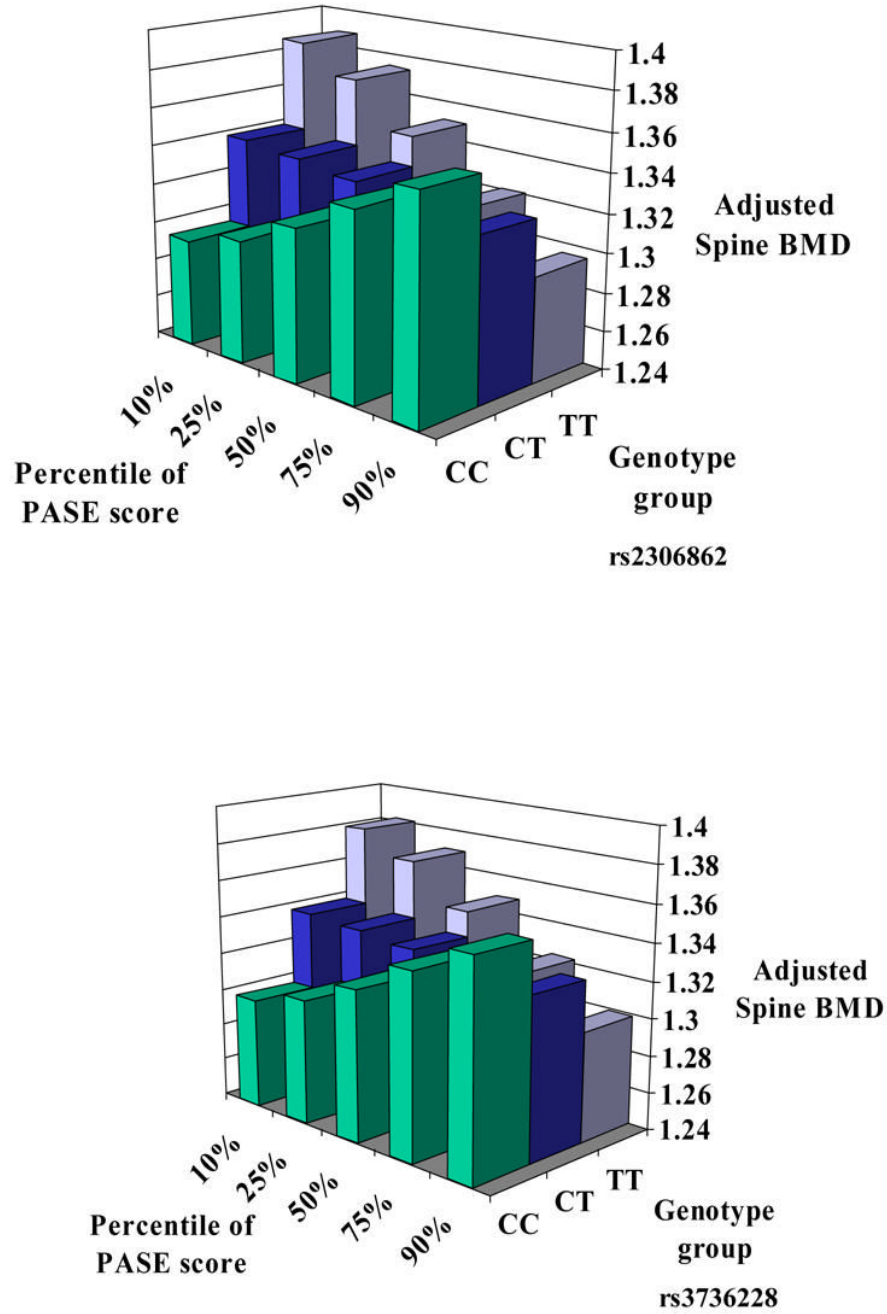 1.4
1.38
1.36
1.34
1.32
1.3
1.28
1.26
1.24
Adjusted
Spine BMD
10%
25%
50%
75%
90%
Percentile of
PASE score
CC
CT
TT
Genotype
group
rs2306862
1.4
1.38
1.36
1.34
1.32
1.3
1.28
1.26
1.24
Adjusted
Spine BMD
10%
25%
50%
75%
90%
Percentile of
PASE score
CC
CT
TT
Genotype
group
rs3736228